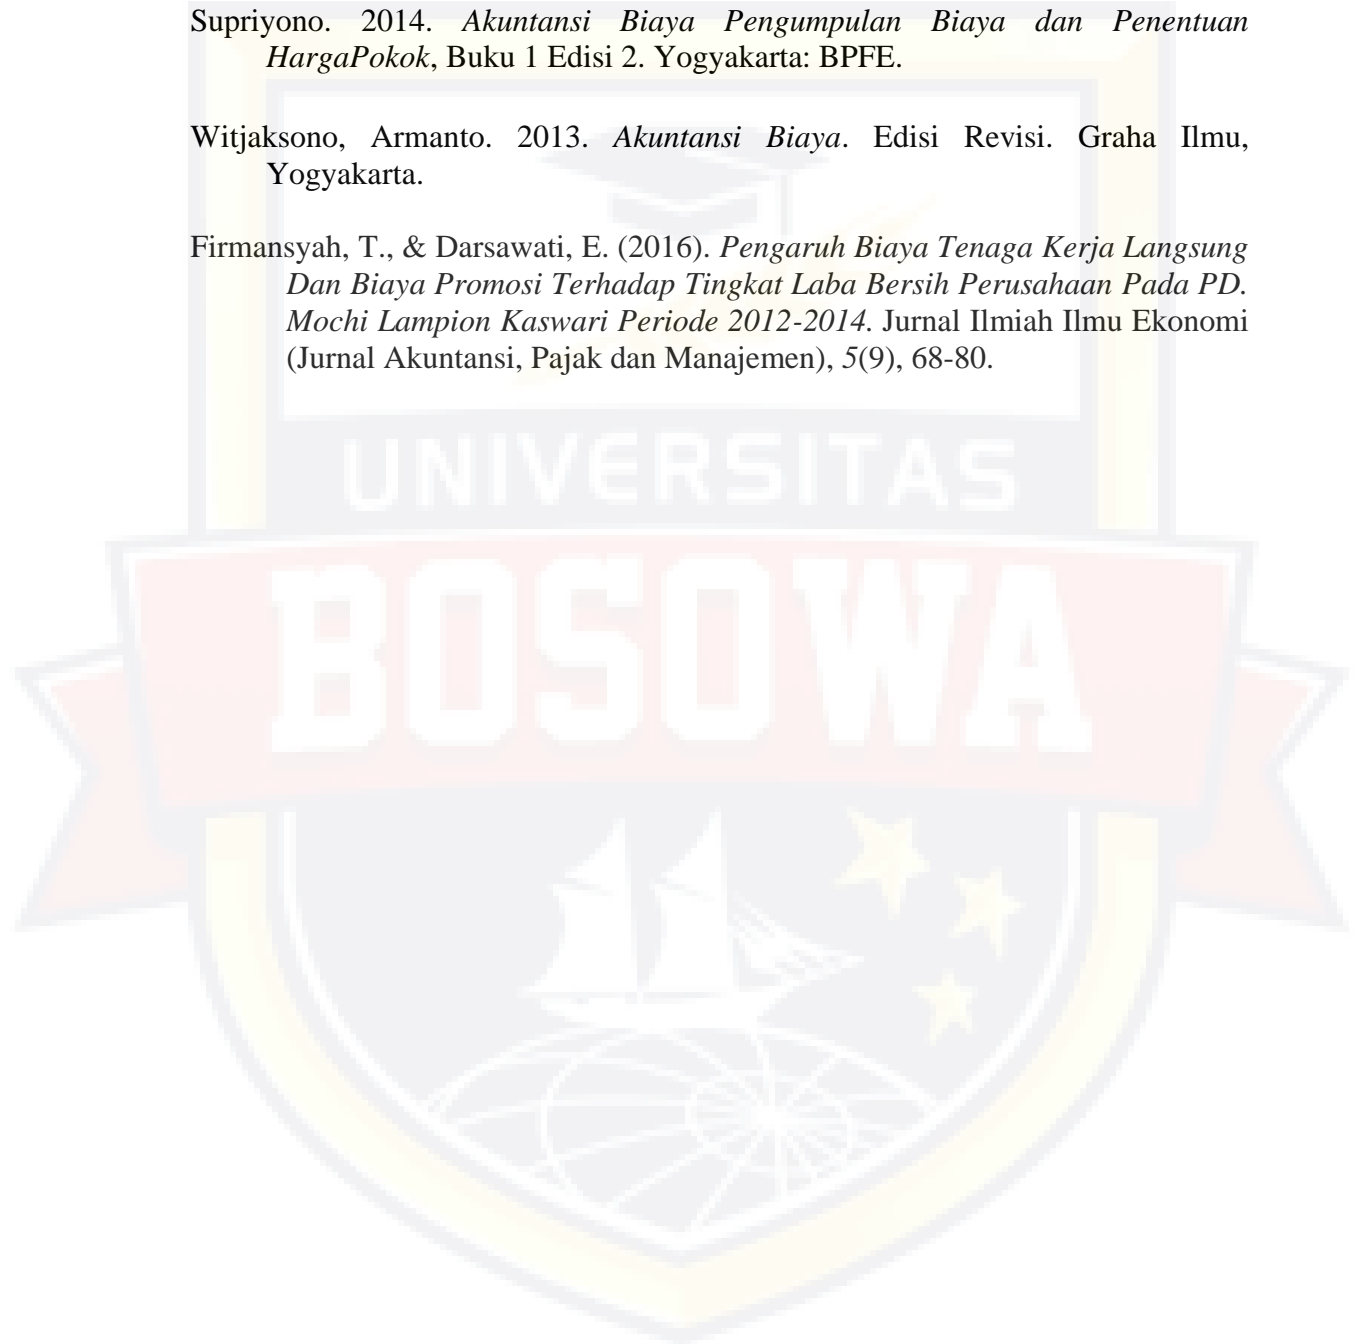 Supriyono. 2014. Akuntansi Biaya Pengumpulan Biaya dan Penentuan
HargaPokok, Buku 1 Edisi 2. Yogyakarta: BPFE.
Witjaksono, Armanto. 2013. Akuntansi Biaya. Edisi Revisi. Graha Ilmu,
Yogyakarta.
Firmansyah, T., & Darsawati, E. (2016). Pengaruh Biaya Tenaga Kerja Langsung
Dan Biaya Promosi Terhadap Tingkat Laba Bersih Perusahaan Pada PD.
Mochi Lampion Kaswari Periode 2012-2014. Jurnal Ilmiah Ilmu Ekonomi
(Jurnal Akuntansi, Pajak dan Manajemen), 5(9), 68-80.
UNIVERSITAS
BOSOWA